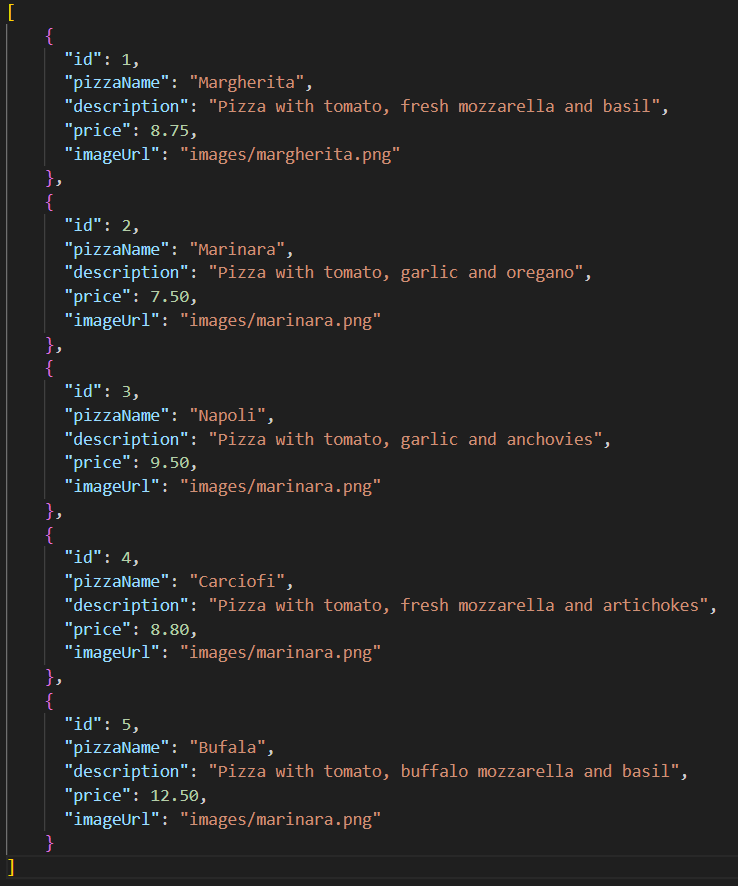 [
    {
      "id": 1,
      "pizzaName": "Margherita",
      "description": "Pizza with tomato, fresh mozzarella and basil",
      "price": 8.75,
      "imageUrl": "images/margherita.png"
    },
    {
      "id": 2,
      "pizzaName": "Marinara",
      "description": "Pizza with tomato, garlic and oregano",
      "price": 7.50,
      "imageUrl": "images/marinara.png"
    },
    {
      "id": 3,
      "pizzaName": "Napoli",
      "description": "Pizza with tomato, garlic and anchovies",
      "price": 9.50,
      "imageUrl": "images/marinara.png"
    },
    {
      "id": 4,
      "pizzaName": "Carciofi",
      "description": "Pizza with tomato, fresh mozzarella and artichokes",
      "price": 8.80,
      "imageUrl": "images/marinara.png"
    },
    {
      "id": 5,
      "pizzaName": "Bufala",
      "description": "Pizza with tomato, buffalo mozzarella and basil",
      "price": 12.50,
      "imageUrl": "images/marinara.png"
    }
]